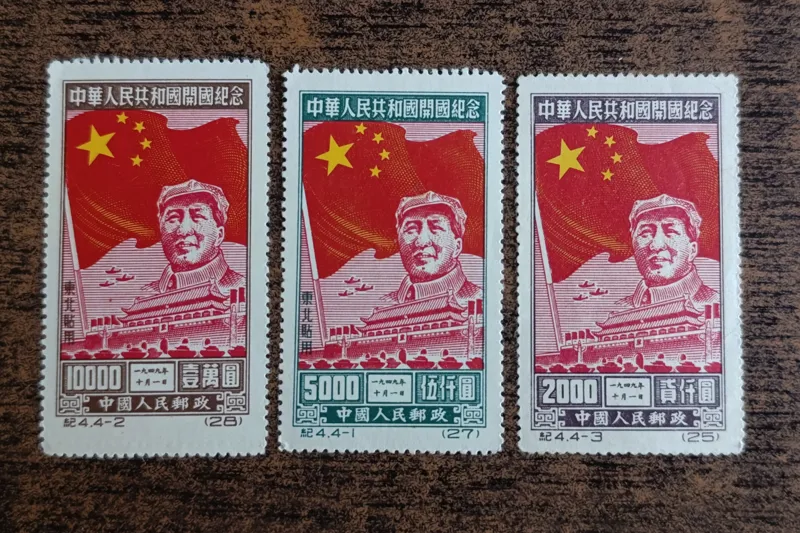 中華人民共和國開國紀念
東北貼用
10000 一九四九年 十月一日 壹萬圓
中國人民郵政
紀4.4-2 (28)
中華人民共和國開國紀念
東北貼用
5000 一九四九年 十月一日 伍仟圓
中國人民郵政
紀4.4-1 (27)
中華人民共和國開國紀念
2000 一九四九年 十月一日 貳仟圓
中國人民郵政
紀4.4-3 (25)